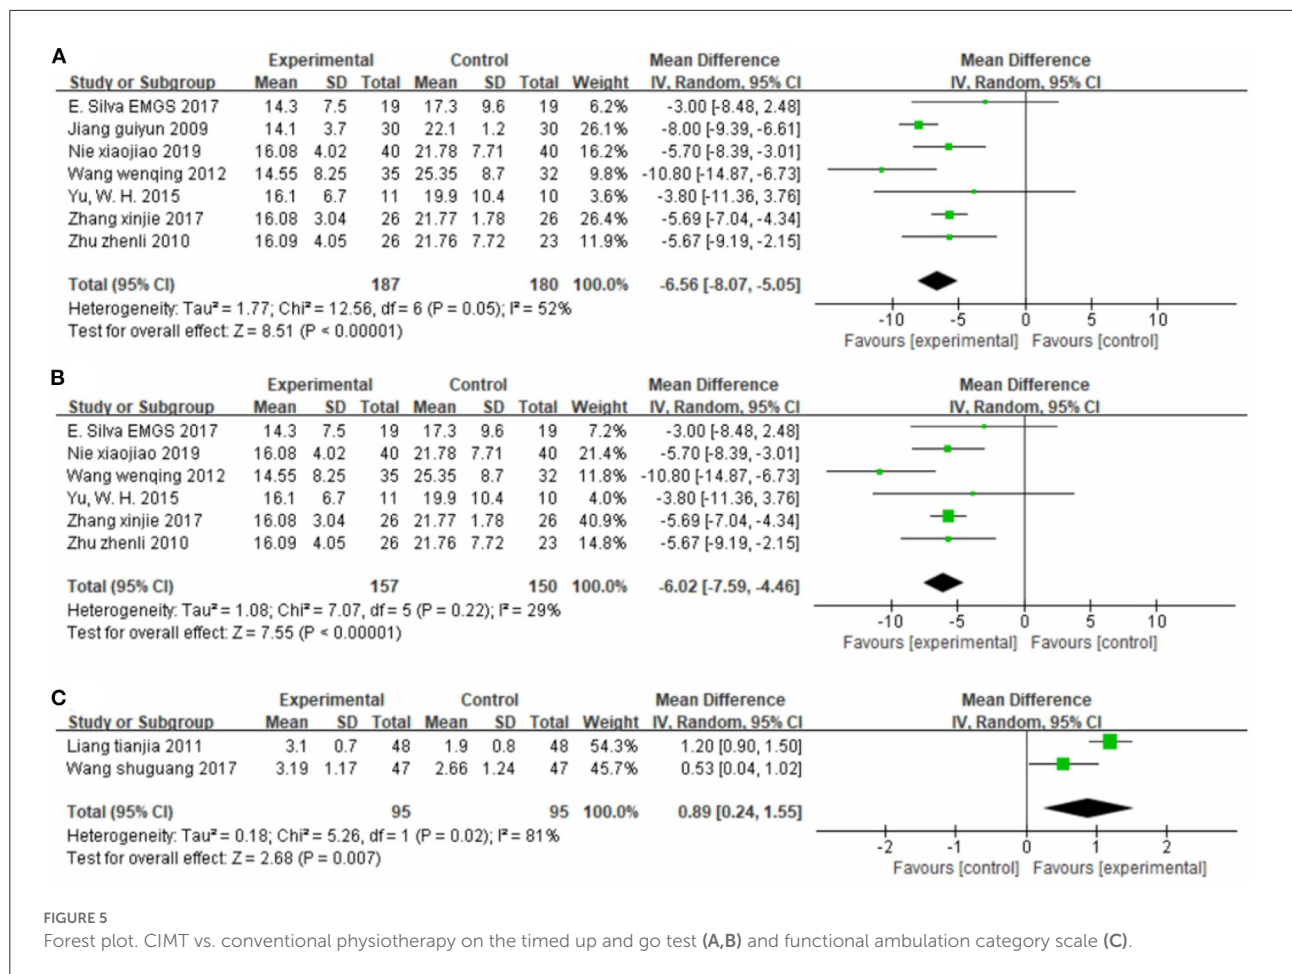 A
Experimental Control Mean Difference Mean Difference
Study or Subgroup Mean SD Total Mean SD Total Weight IV, Random, 95% CI IV, Random, 95% CI
E. Silva EMGS 2017 14.3 7.5 19 17.3 9.6 19 6.2% -3.00 [-8.48, 2.48]
Jiang guiyun 2009 14.1 3.7 30 22.1 1.2 30 26.1% -8.00 [-9.39, -6.61]
Nie xiaojiao 2019 16.08 4.02 40 21.78 7.71 40 16.2% -5.70 [-8.39, -3.01]
Wang wenqing 2012 14.55 8.25 35 25.35 8.7 32 9.8% -10.80 [-14.87, -6.73]
Yu, W. H. 2015 16.1 6.7 11 19.9 10.4 10 3.6% -3.80 [-11.36, 3.76]
Zhang xinjie 2017 16.08 3.04 26 21.77 1.78 26 26.4% -5.69 [-7.04, -4.34]
Zhu zhenli 2010 16.09 4.05 26 21.76 7.72 23 11.9% -5.67 [-9.19, -2.15]
Total (95% CI) 187 180 100.0% -6.56 [-8.07, -5.05]
Heterogeneity: Tau² = 1.77; Chi² = 12.56, df = 6 (P = 0.05); I² = 52%
Test for overall effect: Z = 8.51 (P < 0.00001)
-10 -5 0 5 10
Favours [experimental] Favours [control]
B
Experimental Control Mean Difference Mean Difference
Study or Subgroup Mean SD Total Mean SD Total Weight IV, Random, 95% CI IV, Random, 95% CI
E. Silva EMGS 2017 14.3 7.5 19 17.3 9.6 19 7.2% -3.00 [-8.48, 2.48]
Nie xiaojiao 2019 16.08 4.02 40 21.78 7.71 40 21.4% -5.70 [-8.39, -3.01]
Wang wenqing 2012 14.55 8.25 35 25.35 8.7 32 11.8% -10.80 [-14.87, -6.73]
Yu, W. H. 2015 16.1 6.7 11 19.9 10.4 10 4.0% -3.80 [-11.36, 3.76]
Zhang xinjie 2017 16.08 3.04 26 21.77 1.78 26 40.9% -5.69 [-7.04, -4.34]
Zhu zhenli 2010 16.09 4.05 26 21.76 7.72 23 14.8% -5.67 [-9.19, -2.15]
Total (95% CI) 157 150 100.0% -6.02 [-7.59, -4.46]
Heterogeneity: Tau² = 1.08; Chi² = 7.07, df = 5 (P = 0.22); I² = 29%
Test for overall effect: Z = 7.55 (P < 0.00001)
-10 -5 0 5 10
Favours [experimental] Favours [control]
C
Experimental Control Mean Difference Mean Difference
Study or Subgroup Mean SD Total Mean SD Total Weight IV, Random, 95% CI IV, Random, 95% CI
Liang tianjia 2011 3.1 0.7 48 1.9 0.8 48 54.3% 1.20 [0.90, 1.50]
Wang shuguang 2017 3.19 1.17 47 2.66 1.24 47 45.7% 0.53 [0.04, 1.02]
Total (95% CI) 95 95 100.0% 0.89 [0.24, 1.55]
Heterogeneity: Tau² = 0.18; Chi² = 5.26, df = 1 (P = 0.02); I² = 81%
Test for overall effect: Z = 2.68 (P = 0.007)
-2 -1 0 1 2
Favours [control] Favours [experimental]
FIGURE 5
Forest plot. CIMT vs. conventional physiotherapy on the timed up and go test (A,B) and functional ambulation category scale (C).